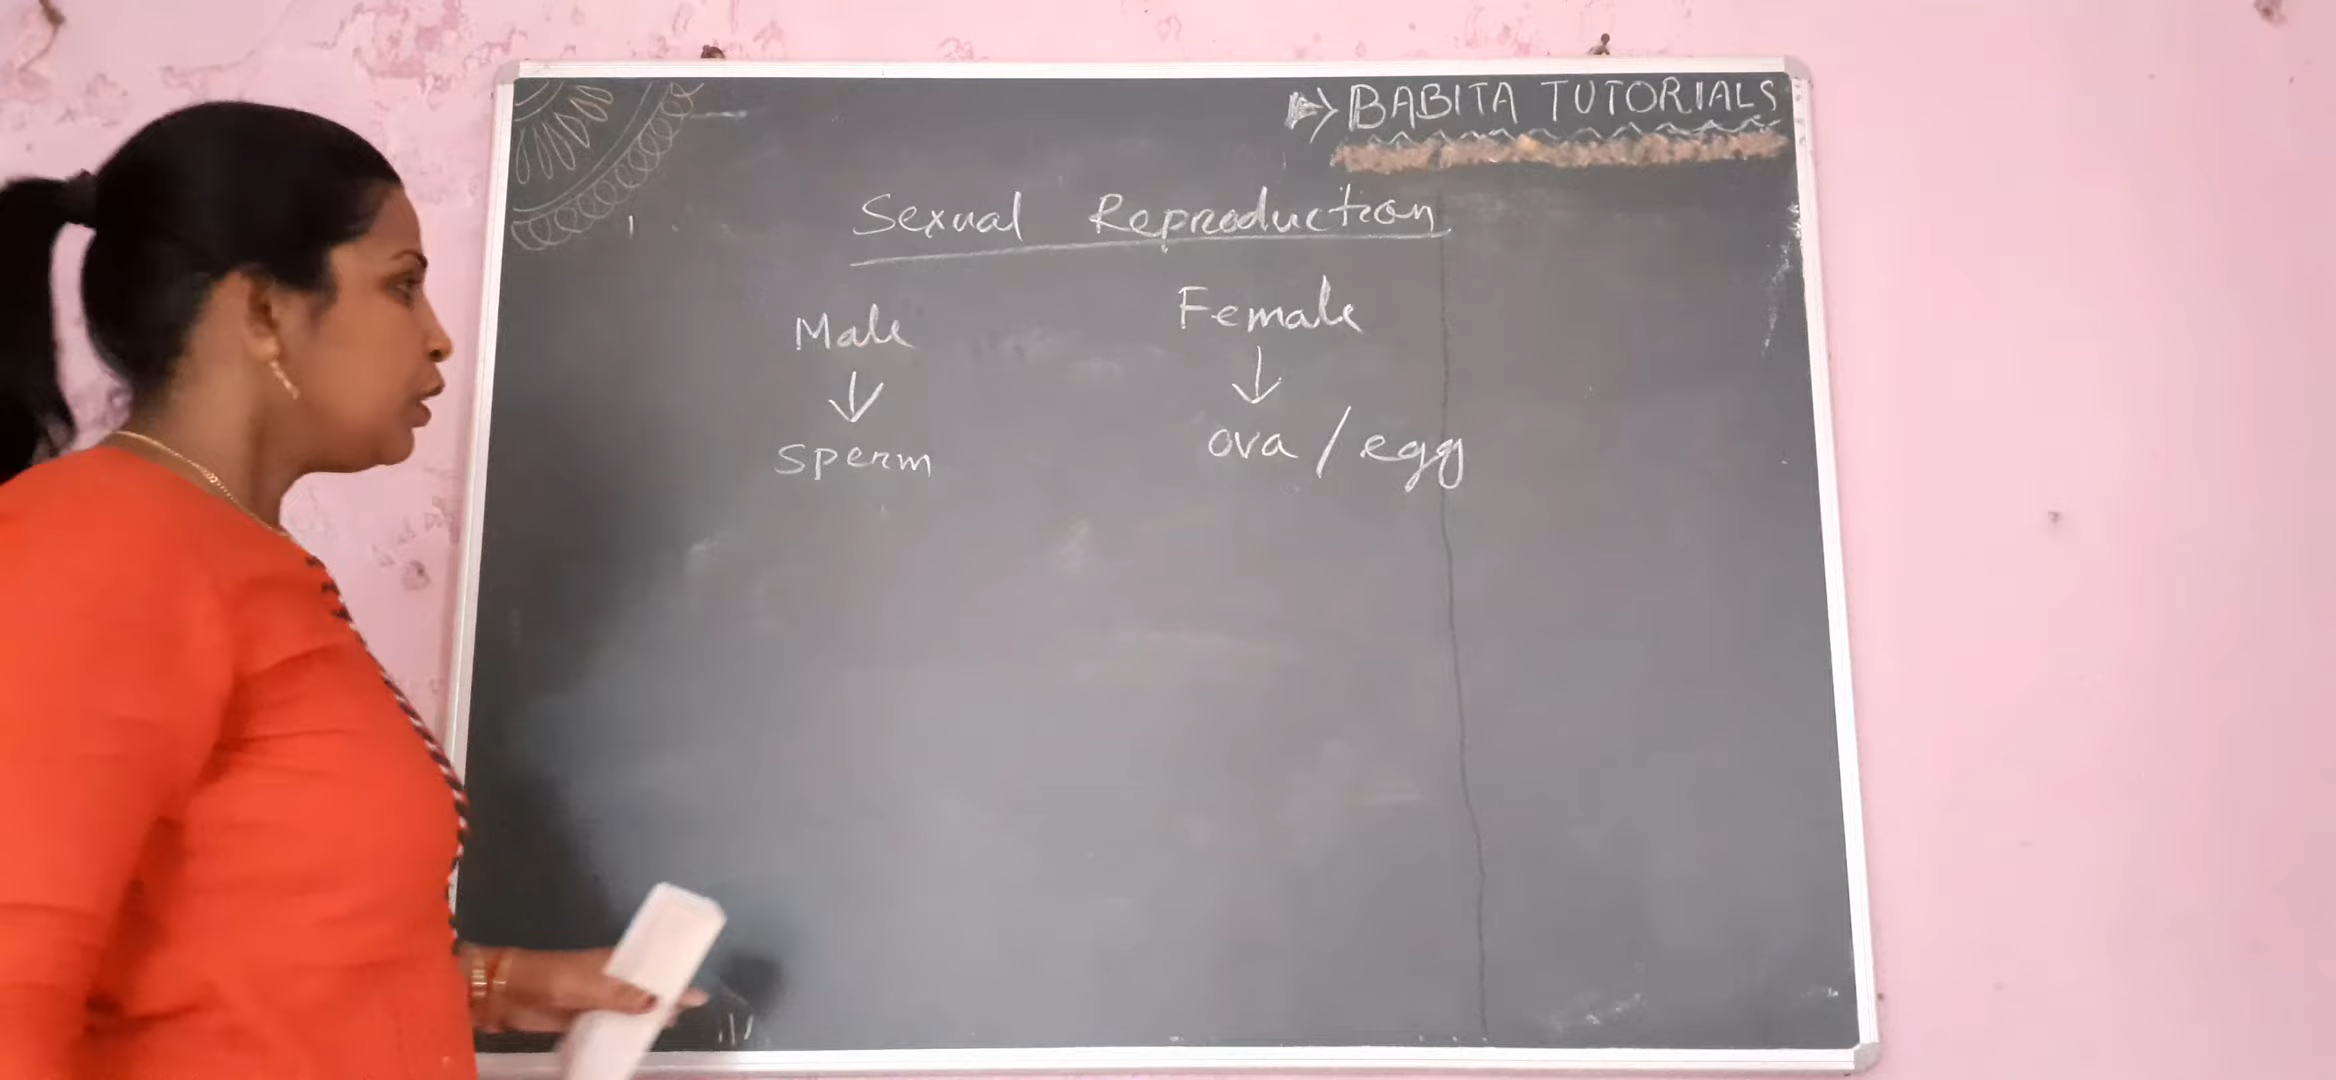 BABITA TUTORIALS
Sexual Reproduction
Male Female
↓ ↓
sperm ova / egg